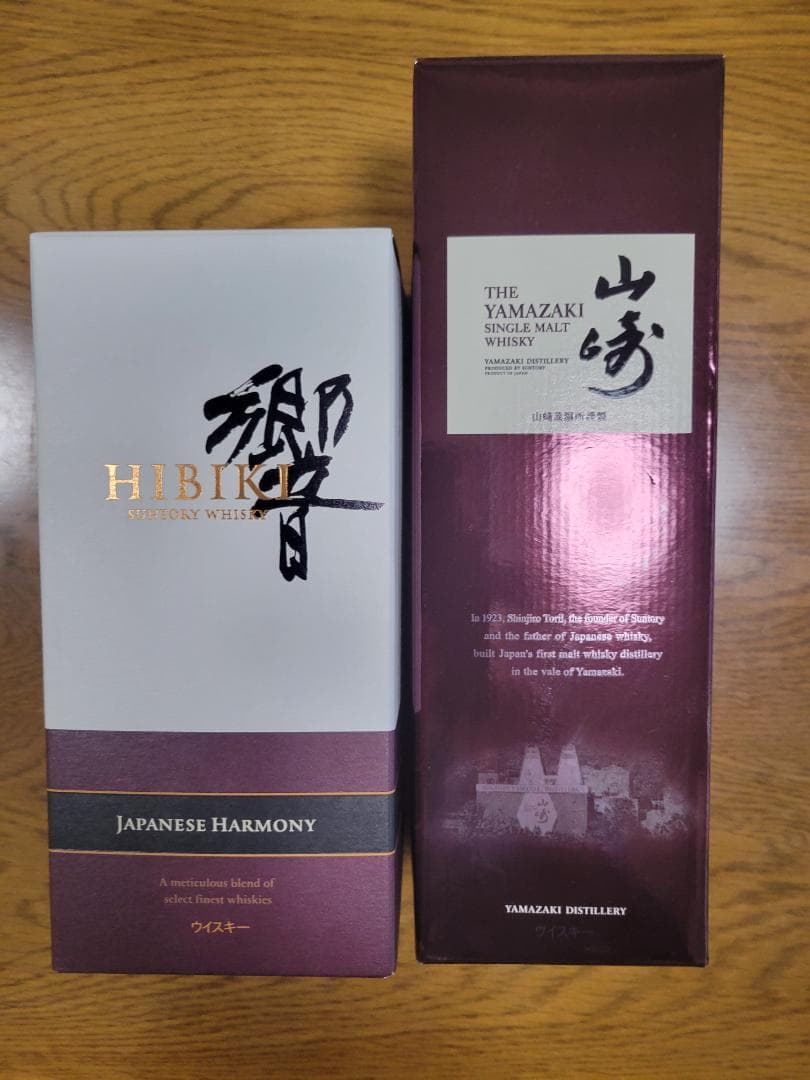 響
HIBIKI
SUNTORY WHISKY
JAPANESE HARMONY
A meticulous blend of
select finest whiskies
ウイスキー
THE
YAMAZAKI
SINGLE MALT
WHISKY
山崎
YAMAZAKI DISTILLERY
PRODUCED BY SUNTORY
PRODUCT OF JAPAN
山崎蒸溜所謹製
In 1923, Shinjiro Torii, the founder of Suntory
and the father of Japanese whisky,
built Japan's first malt whisky distillery
in the vale of Yamazaki.
山崎
YAMAZAKI DISTILLERY
ウイスキー